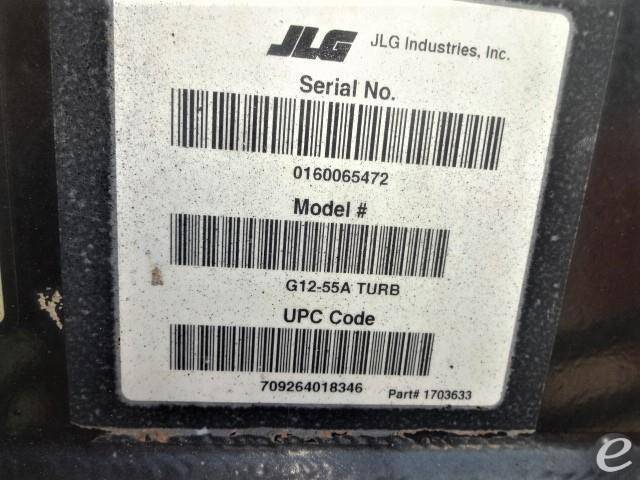 JLG JLG Industries, Inc.
Serial No.
0160065472
Model #
G12-55A TURB
UPC Code
709264018346
Part# 1703633
e